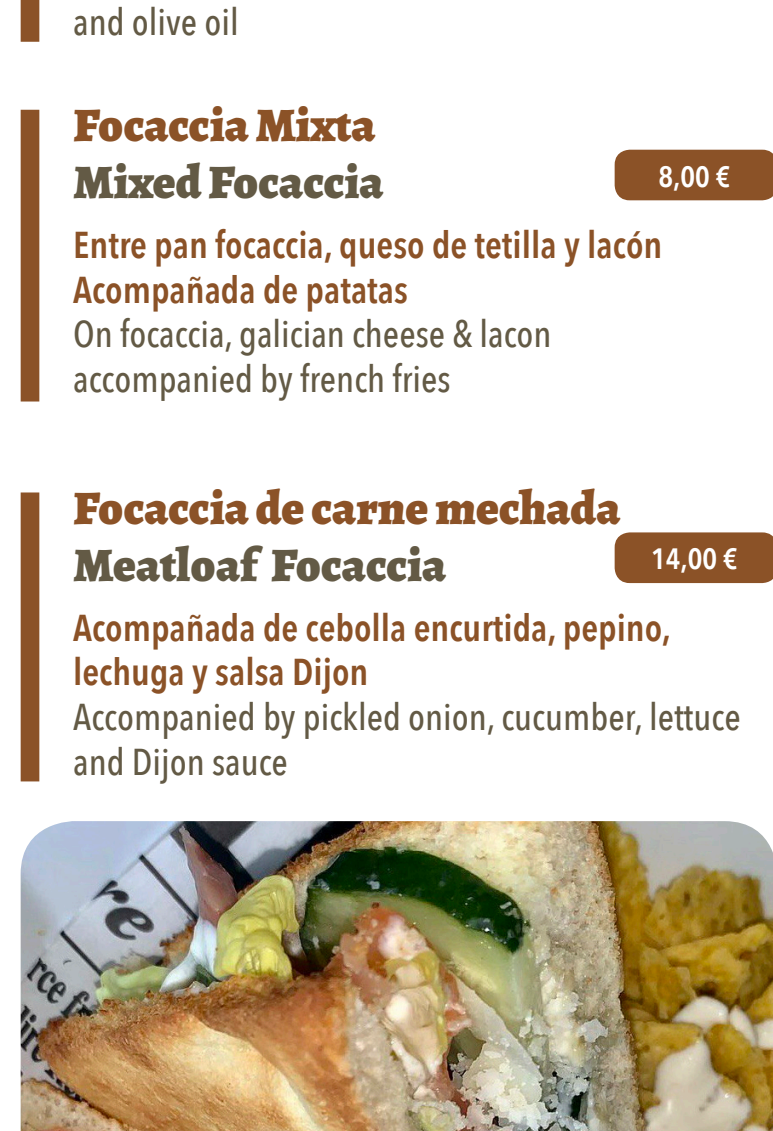 and olive oil
Focaccia Mixta
Mixed Focaccia
8,00 €
Entre pan focaccia, queso de tetilla y lacón
Acompañada de patatas
On focaccia, galician cheese & lacon
accompanied by french fries
Focaccia de carne mechada
Meatloaf Focaccia
14,00 €
Acompañada de cebolla encurtida, pepino,
lechuga y salsa Dijon
Accompanied by pickled onion, cucumber, lettuce
and Dijon sauce
re
rce